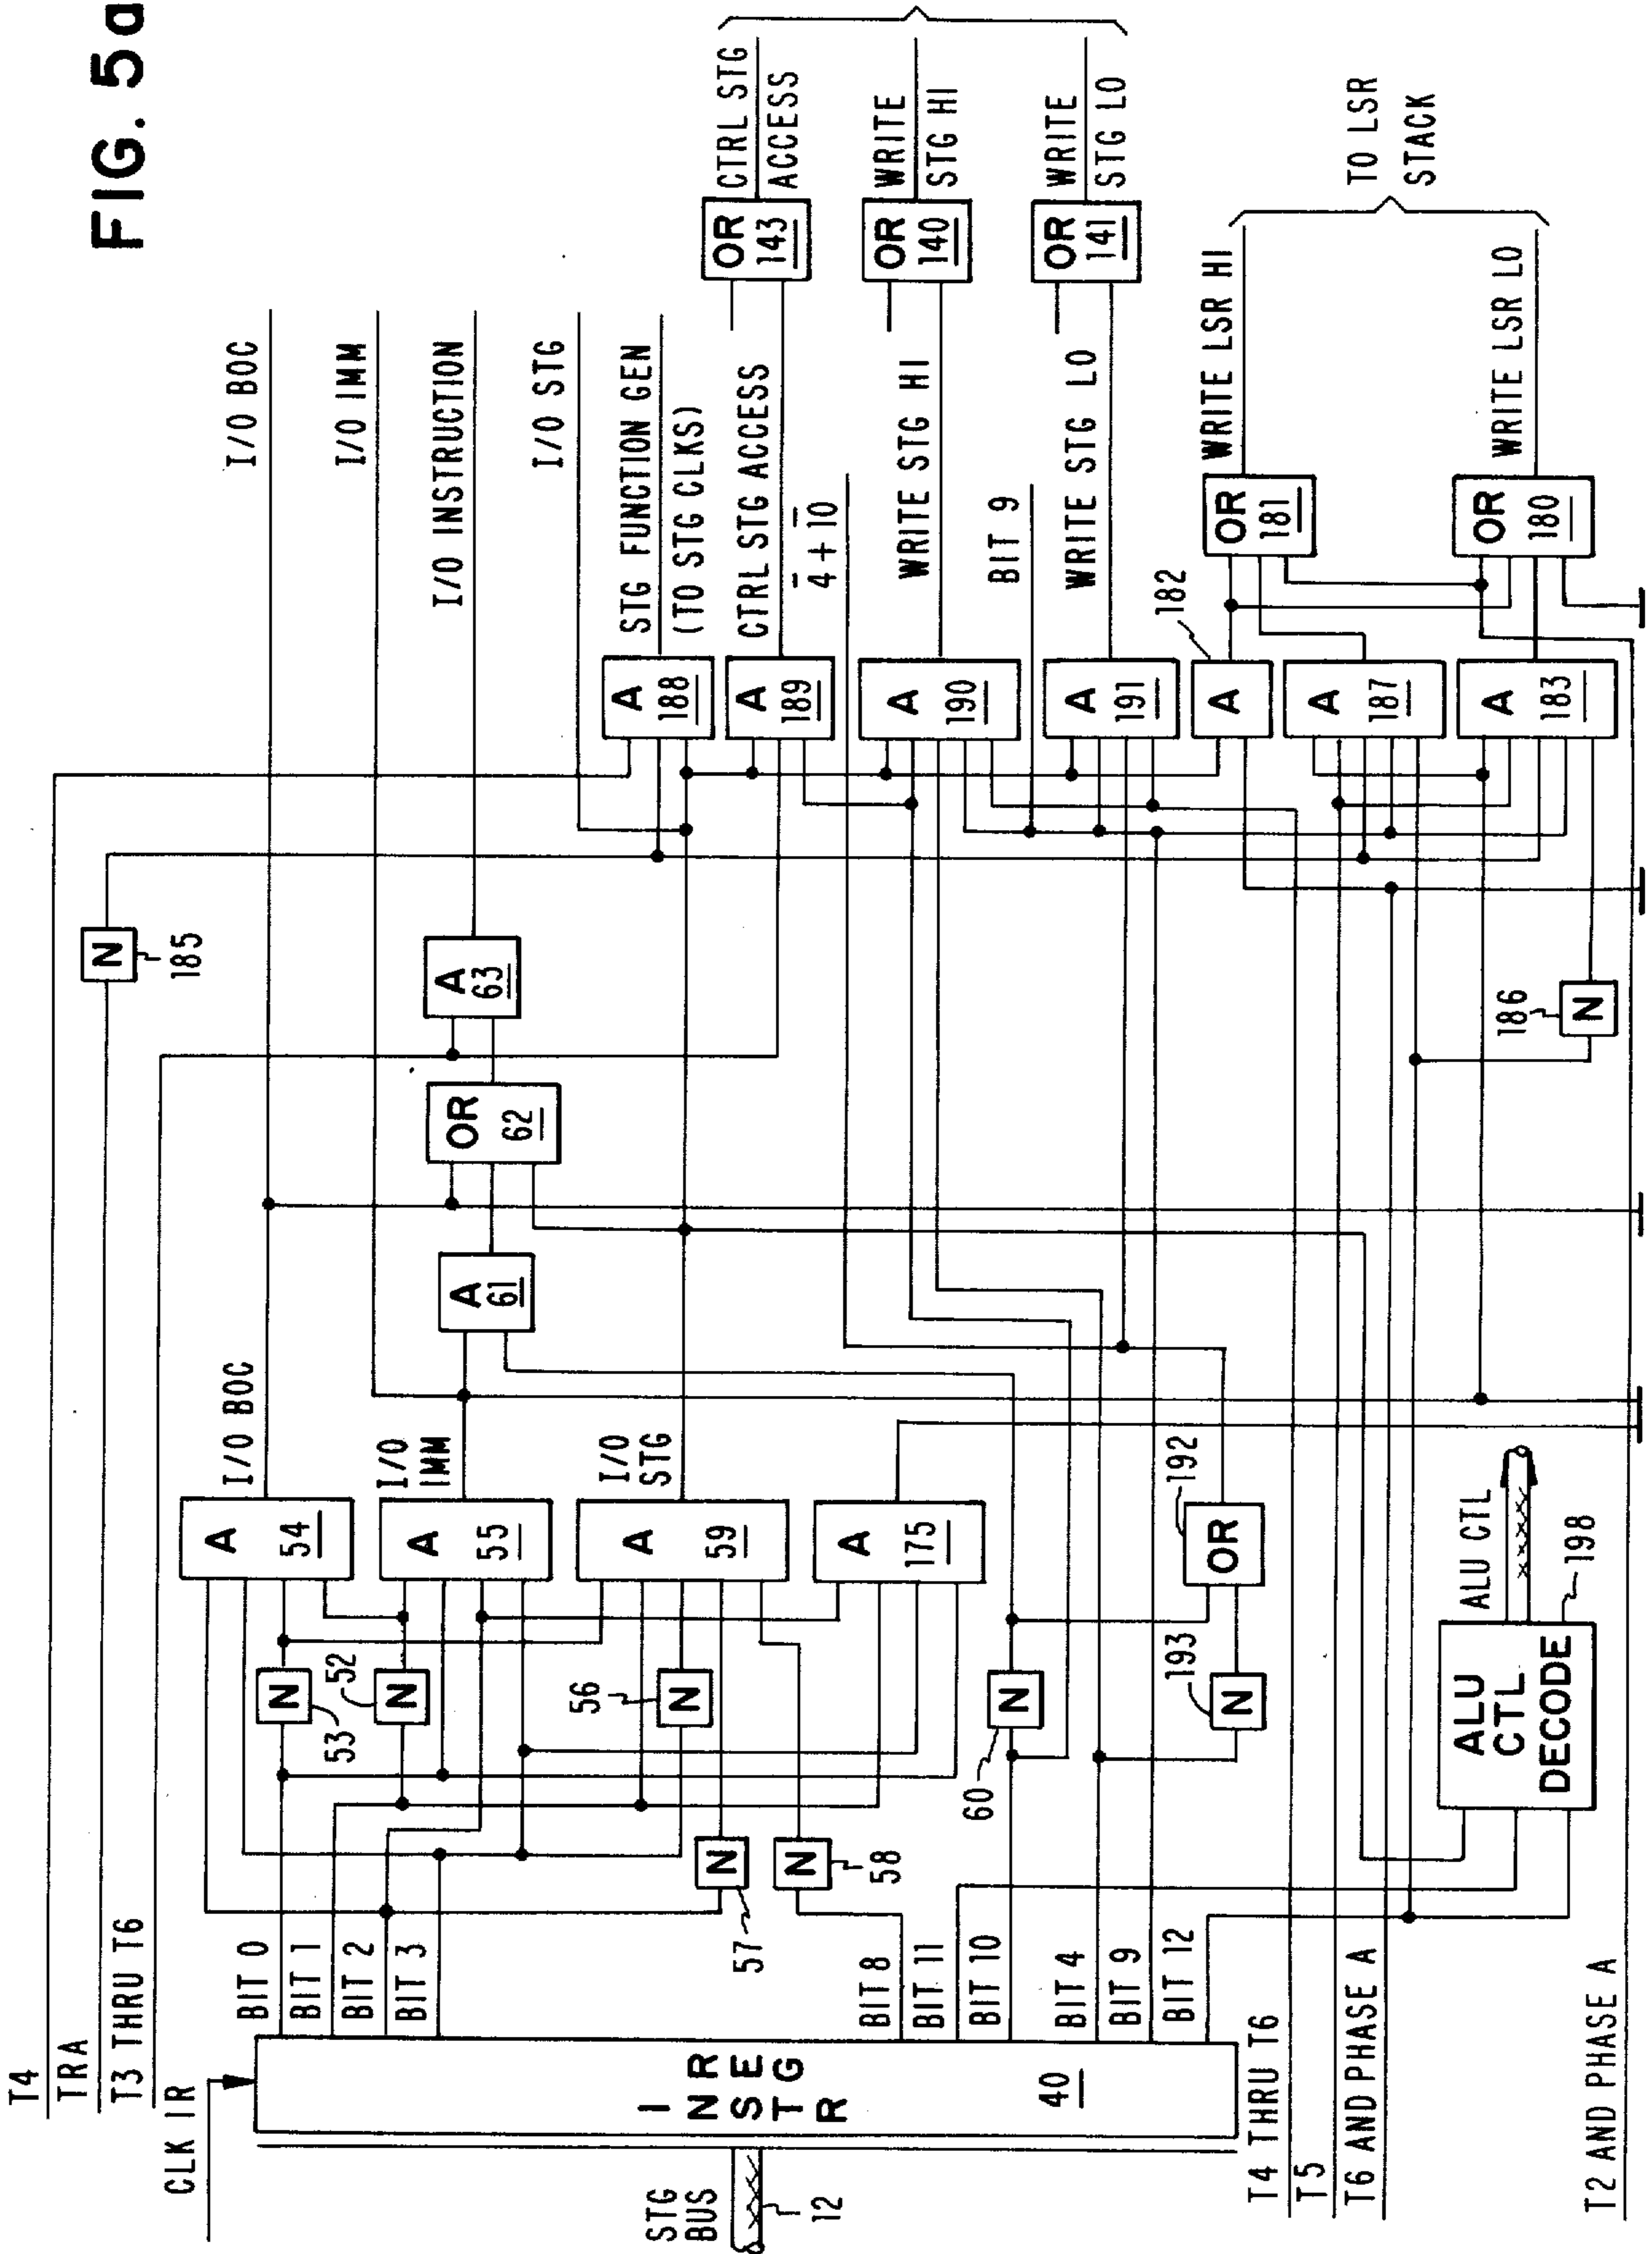 FIG. 5a
T4
TRA
T3 THRU T6
CLK IR
STG
BUS
12
INSTR
REG
40
BIT 0
BIT 1
BIT 2
BIT 3
BIT 8
BIT 11
BIT 10
BIT 4
BIT 9
BIT 12
T4 THRU T6
T5
T6 AND PHASE A
T2 AND PHASE A
N
57
N
58
N
53
N
52
N
56
N
60
N
193
OR
192
ALU
CTL
DECODE
198
ALU CTL
A
54
I/O BOC
A
55
I/O
IMM
A
59
I/O
STG
A
175
A
61
OR
62
A
63
N
185
N
186
I/O BOC
I/O IMM
I/O INSTRUCTION
I/O STG
A
188
STG FUNCTION GEN
(TO STG CLKS)
A
189
CTRL STG ACCESS
4̅ + 1̅0̅
A
190
WRITE STG HI
BIT 9
A
191
WRITE STG LO
A
182
A
187
A
183
OR
143
CTRL STG
ACCESS
OR
140
WRITE
STG HI
OR
141
WRITE
STG LO
OR
181
WRITE LSR HI
OR
180
WRITE LSR LO
TO LSR
STACK